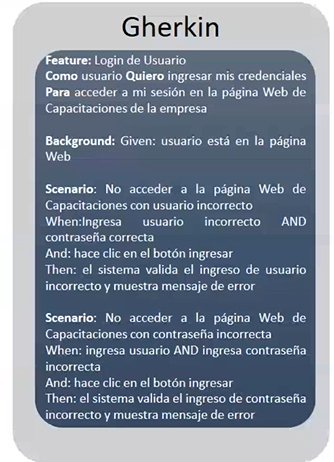 Gherkin
Feature: Login de Usuario
Como usuario Quiero ingresar mis credenciales
Para acceder a mi sesión en la página Web de
Capacitaciones de la empresa
Background: Given: usuario está en la página
Web
Scenario: No acceder a la página Web de
Capacitaciones con usuario incorrecto
When:Ingresa usuario incorrecto AND
contraseña correcta
And: hace clic en el botón ingresar
Then: el sistema valida el ingreso de usuario
incorrecto y muestra mensaje de error
Scenario: No acceder a la página Web de
Capacitaciones con contraseña incorrecta
When: ingresa usuario AND ingresa contraseña
incorrecta
And: hace clic en el botón ingresar
Then: el sistema valida el ingreso de contraseña
incorrecto y muestra mensaje de error